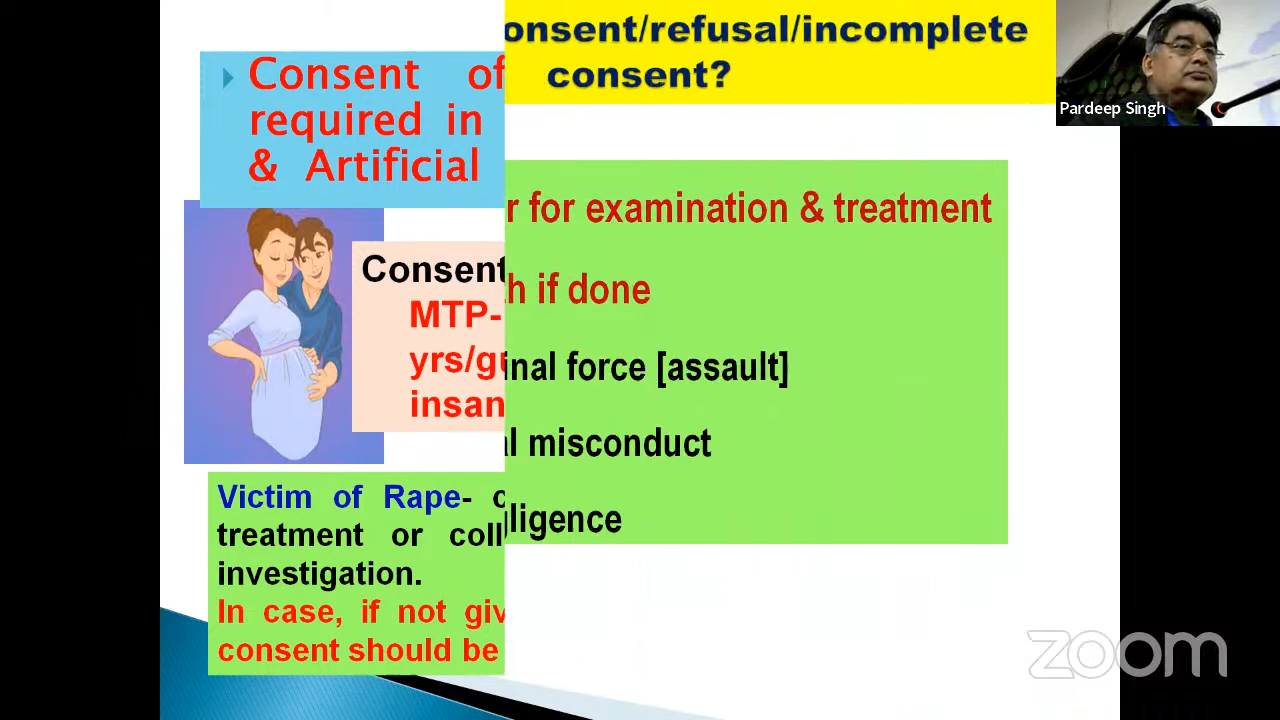 Consent of
required in
& Artificial
Consent
MTP-
yrs/
insan
Victim of Rape-
treatment or coll
investigation.
In case, if not giv
consent should be
onsent/refusal/incomplete
consent?
r for examination & treatment
h if done
nal force [assault]
l misconduct
ligence
Pardeep Singh
zoom